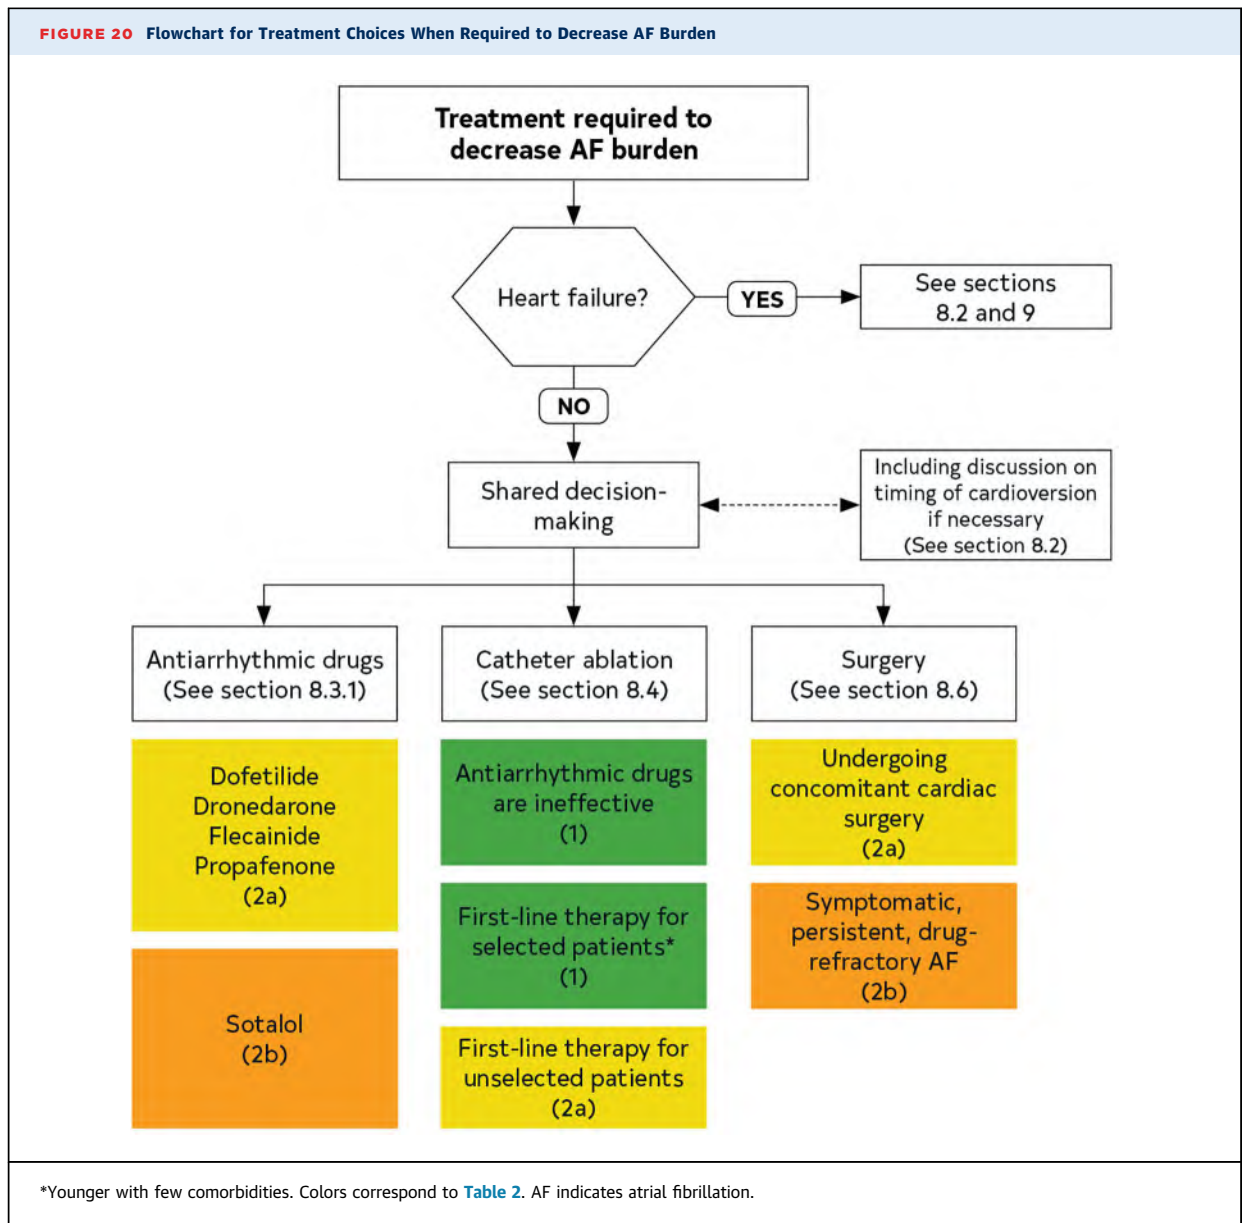 FIGURE 20 Flowchart for Treatment Choices When Required to Decrease AF Burden
Treatment required to
decrease AF burden
Heart failure?
YES
See sections
8.2 and 9
NO
Shared decision-
making
Including discussion on
timing of cardioversion
if necessary
(See section 8.2)
Antiarrhythmic drugs
(See section 8.3.1)
Dofetilide
Dronedarone
Flecainide
Propafenone
(2a)
Sotalol
(2b)
Catheter ablation
(See section 8.4)
Antiarrhythmic drugs
are ineffective
(1)
First-line therapy for
selected patients*
(1)
First-line therapy for
unselected patients
(2a)
Surgery
(See section 8.6)
Undergoing
concomitant cardiac
surgery
(2a)
Symptomatic,
persistent, drug-
refractory AF
(2b)
*Younger with few comorbidities. Colors correspond to Table 2. AF indicates atrial fibrillation.